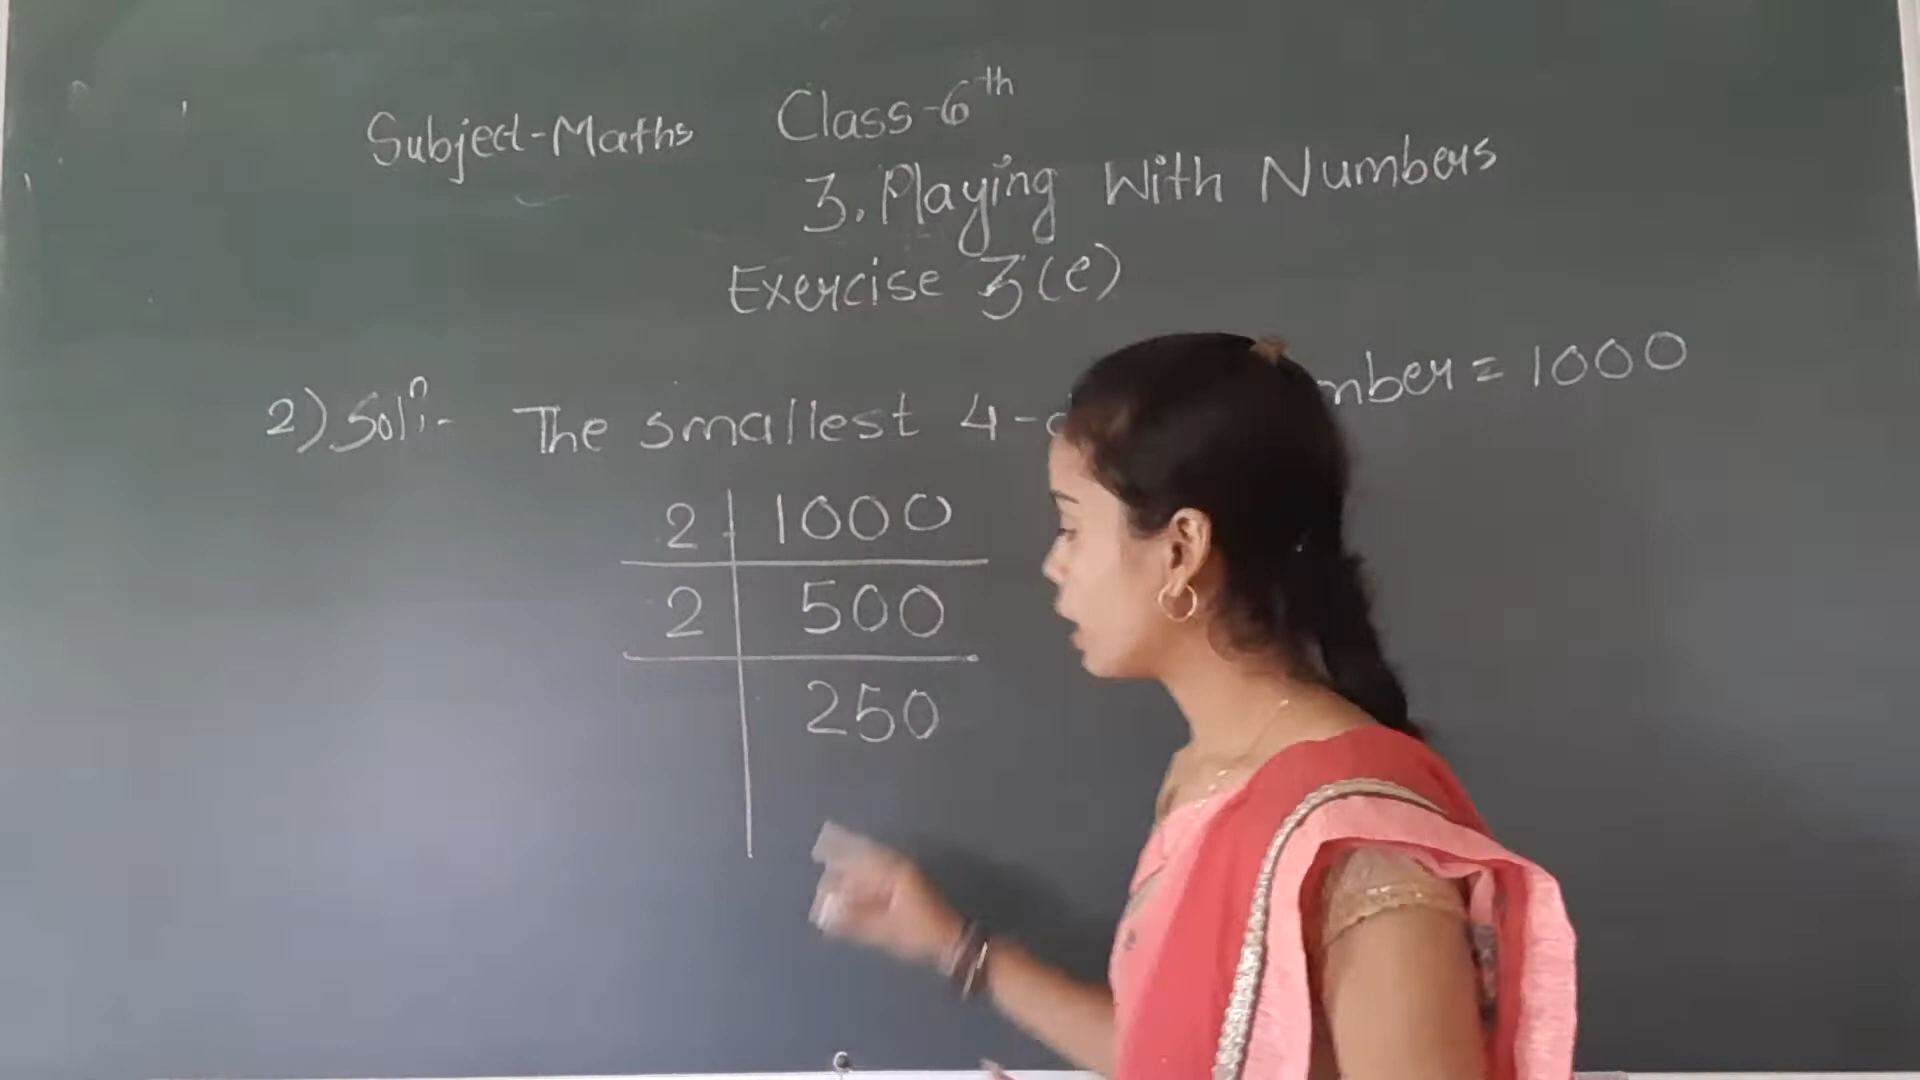 Subject-Maths Class-6th
3. Playing With Numbers
Exercise 3(e)
2) Soln:- The smallest 4- = 1000
2 | 1000
2 | 500
250